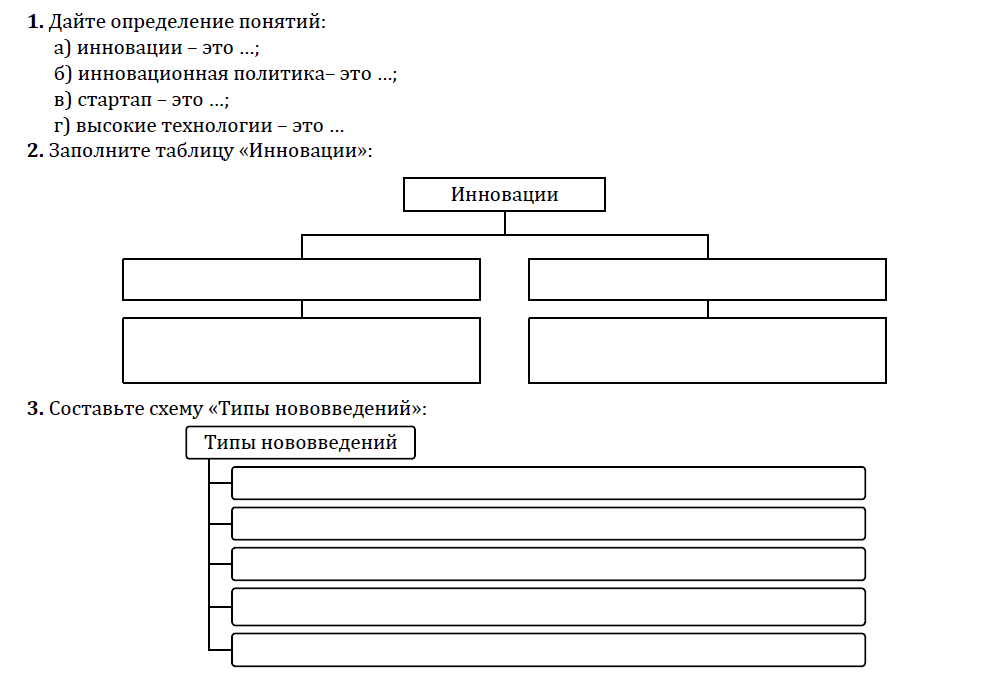 1. Дайте определение понятий:
а) инновации – это ...;
б) инновационная политика– это ...;
в) стартап – это ...;
г) высокие технологии – это ...
2. Заполните таблицу «Инновации»:
Инновации
3. Составьте схему «Типы нововведений»:
Типы нововведений